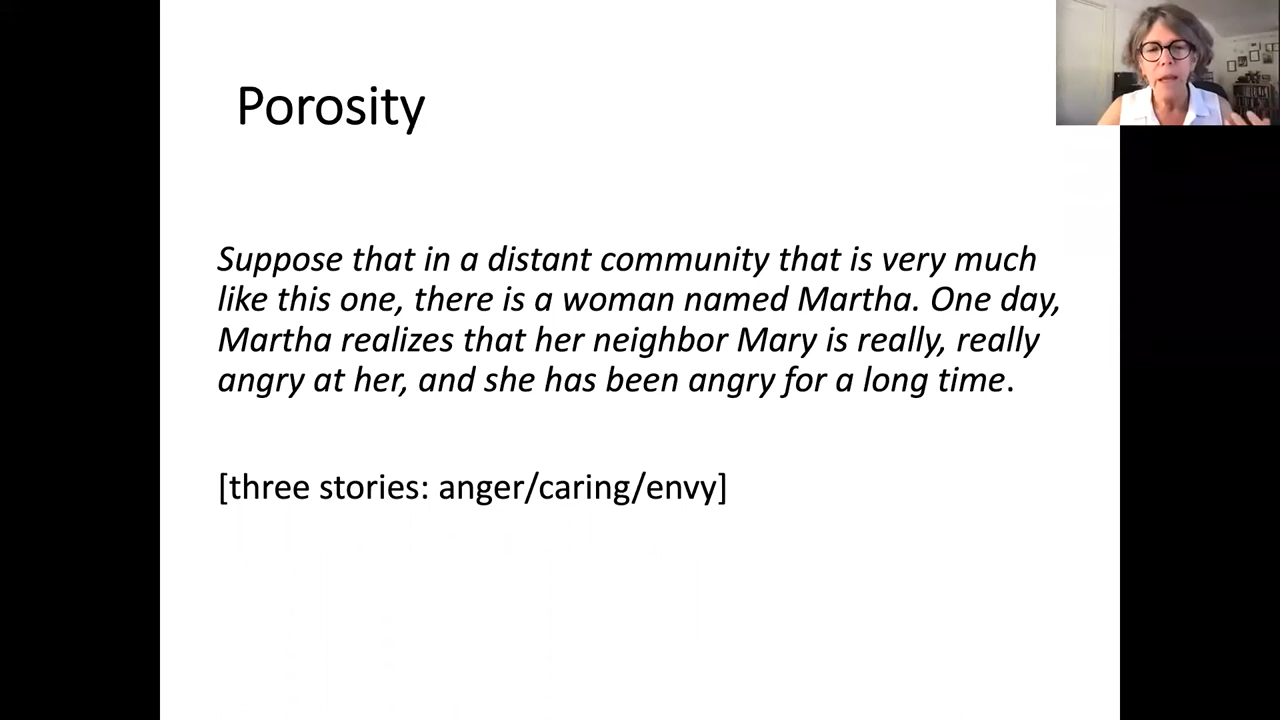 Porosity
Suppose that in a distant community that is very much
like this one, there is a woman named Martha. One day,
Martha realizes that her neighbor Mary is really, really
angry at her, and she has been angry for a long time.
[three stories: anger/caring/envy]